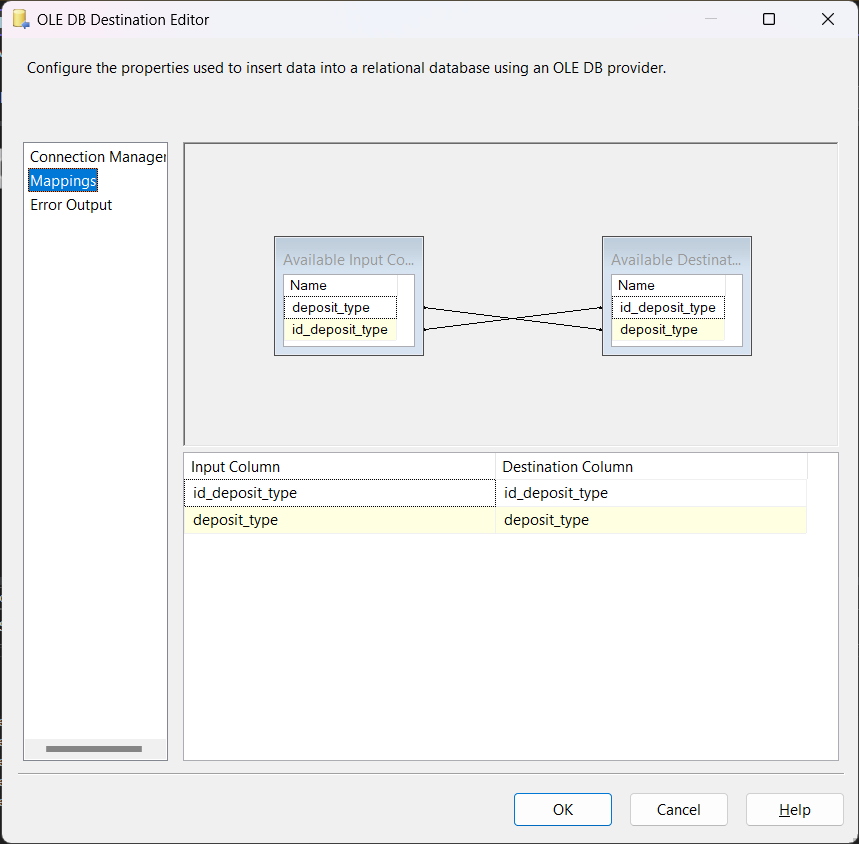 OLE DB Destination Editor
Configure the properties used to insert data into a relational database using an OLE DB provider.
Connection Manager
Mappings
Error Output
Available Input Co...
Name
deposit_type
id_deposit_type
Available Destinat...
Name
id_deposit_type
deposit_type
Input Column Destination Column
id_deposit_type id_deposit_type
deposit_type deposit_type
OK Cancel Help